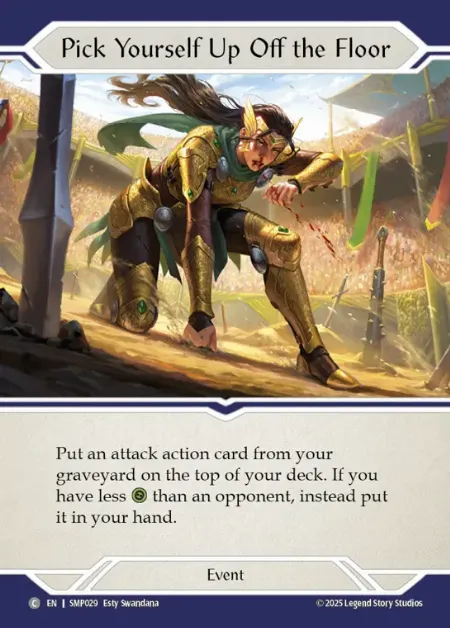 Pick Yourself Up Off the Floor
Put an attack action card from your
graveyard on the top of your deck. If you
have less than an opponent, instead put
it in your hand.
Event
C EN | SMP029 Esty Swandana © 2025 Legend Story Studios